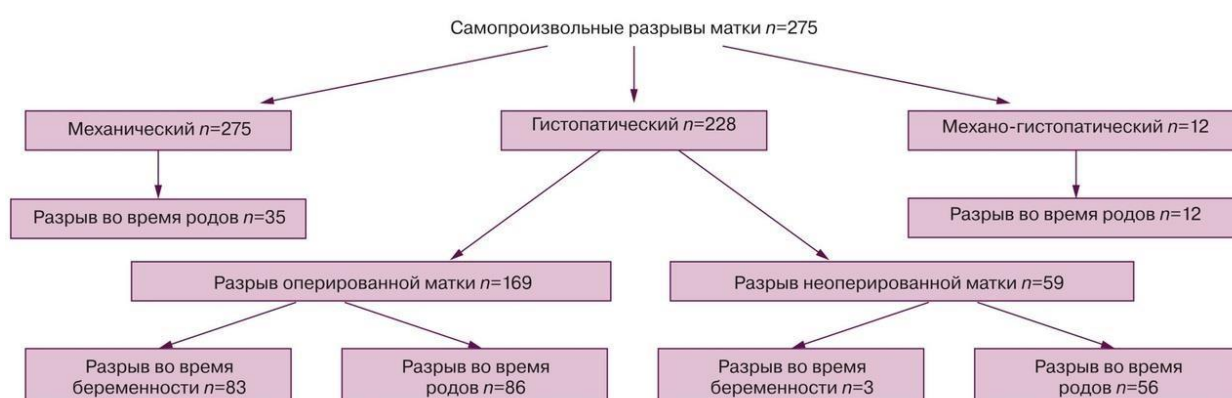 Самопроизвольные разрывы матки n=275
Механический n=275
Гистопатический n=228
Механо-гистопатический n=12
Разрыв во время родов n=35
Разрыв во время родов n=12
Разрыв оперированной матки n=169
Разрыв неоперированной матки n=59
Разрыв во время
беременности n=83
Разрыв во время
родов n=86
Разрыв во время
беременности n=3
Разрыв во время
родов n=56